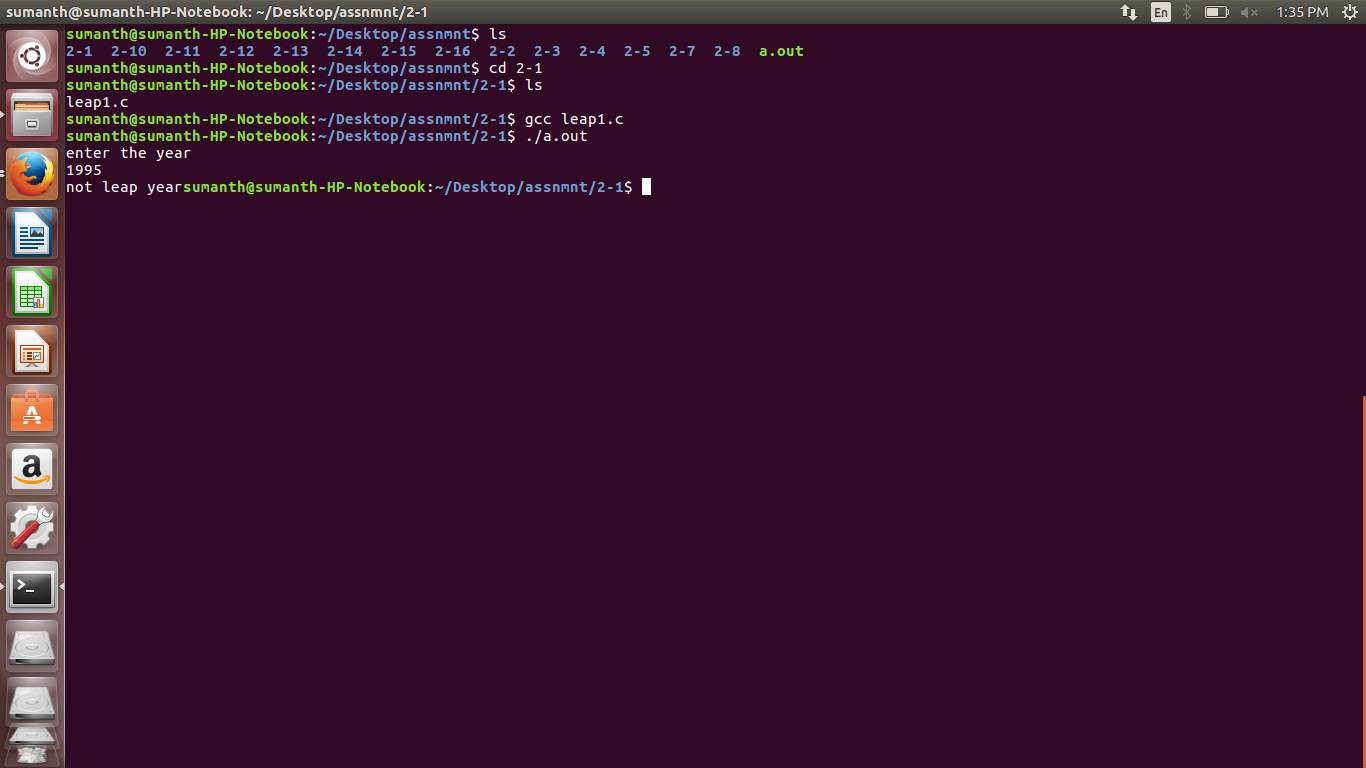 sumanth@sumanth-HP-Notebook: ~/Desktop/assnmnt/2-1
En
1:35 PM
sumanth@sumanth-HP-Notebook:~/Desktop/assnmnt$ ls
2-1 2-10 2-11 2-12 2-13 2-14 2-15 2-16 2-2 2-3 2-4 2-5 2-7 2-8 a.out
sumanth@sumanth-HP-Notebook:~/Desktop/assnmnt$ cd 2-1
sumanth@sumanth-HP-Notebook:~/Desktop/assnmnt/2-1$ ls
leap1.c
sumanth@sumanth-HP-Notebook:~/Desktop/assnmnt/2-1$ gcc leap1.c
sumanth@sumanth-HP-Notebook:~/Desktop/assnmnt/2-1$ ./a.out
enter the year
1995
not leap yearsumanth@sumanth-HP-Notebook:~/Desktop/assnmnt/2-1$
A
a
>_